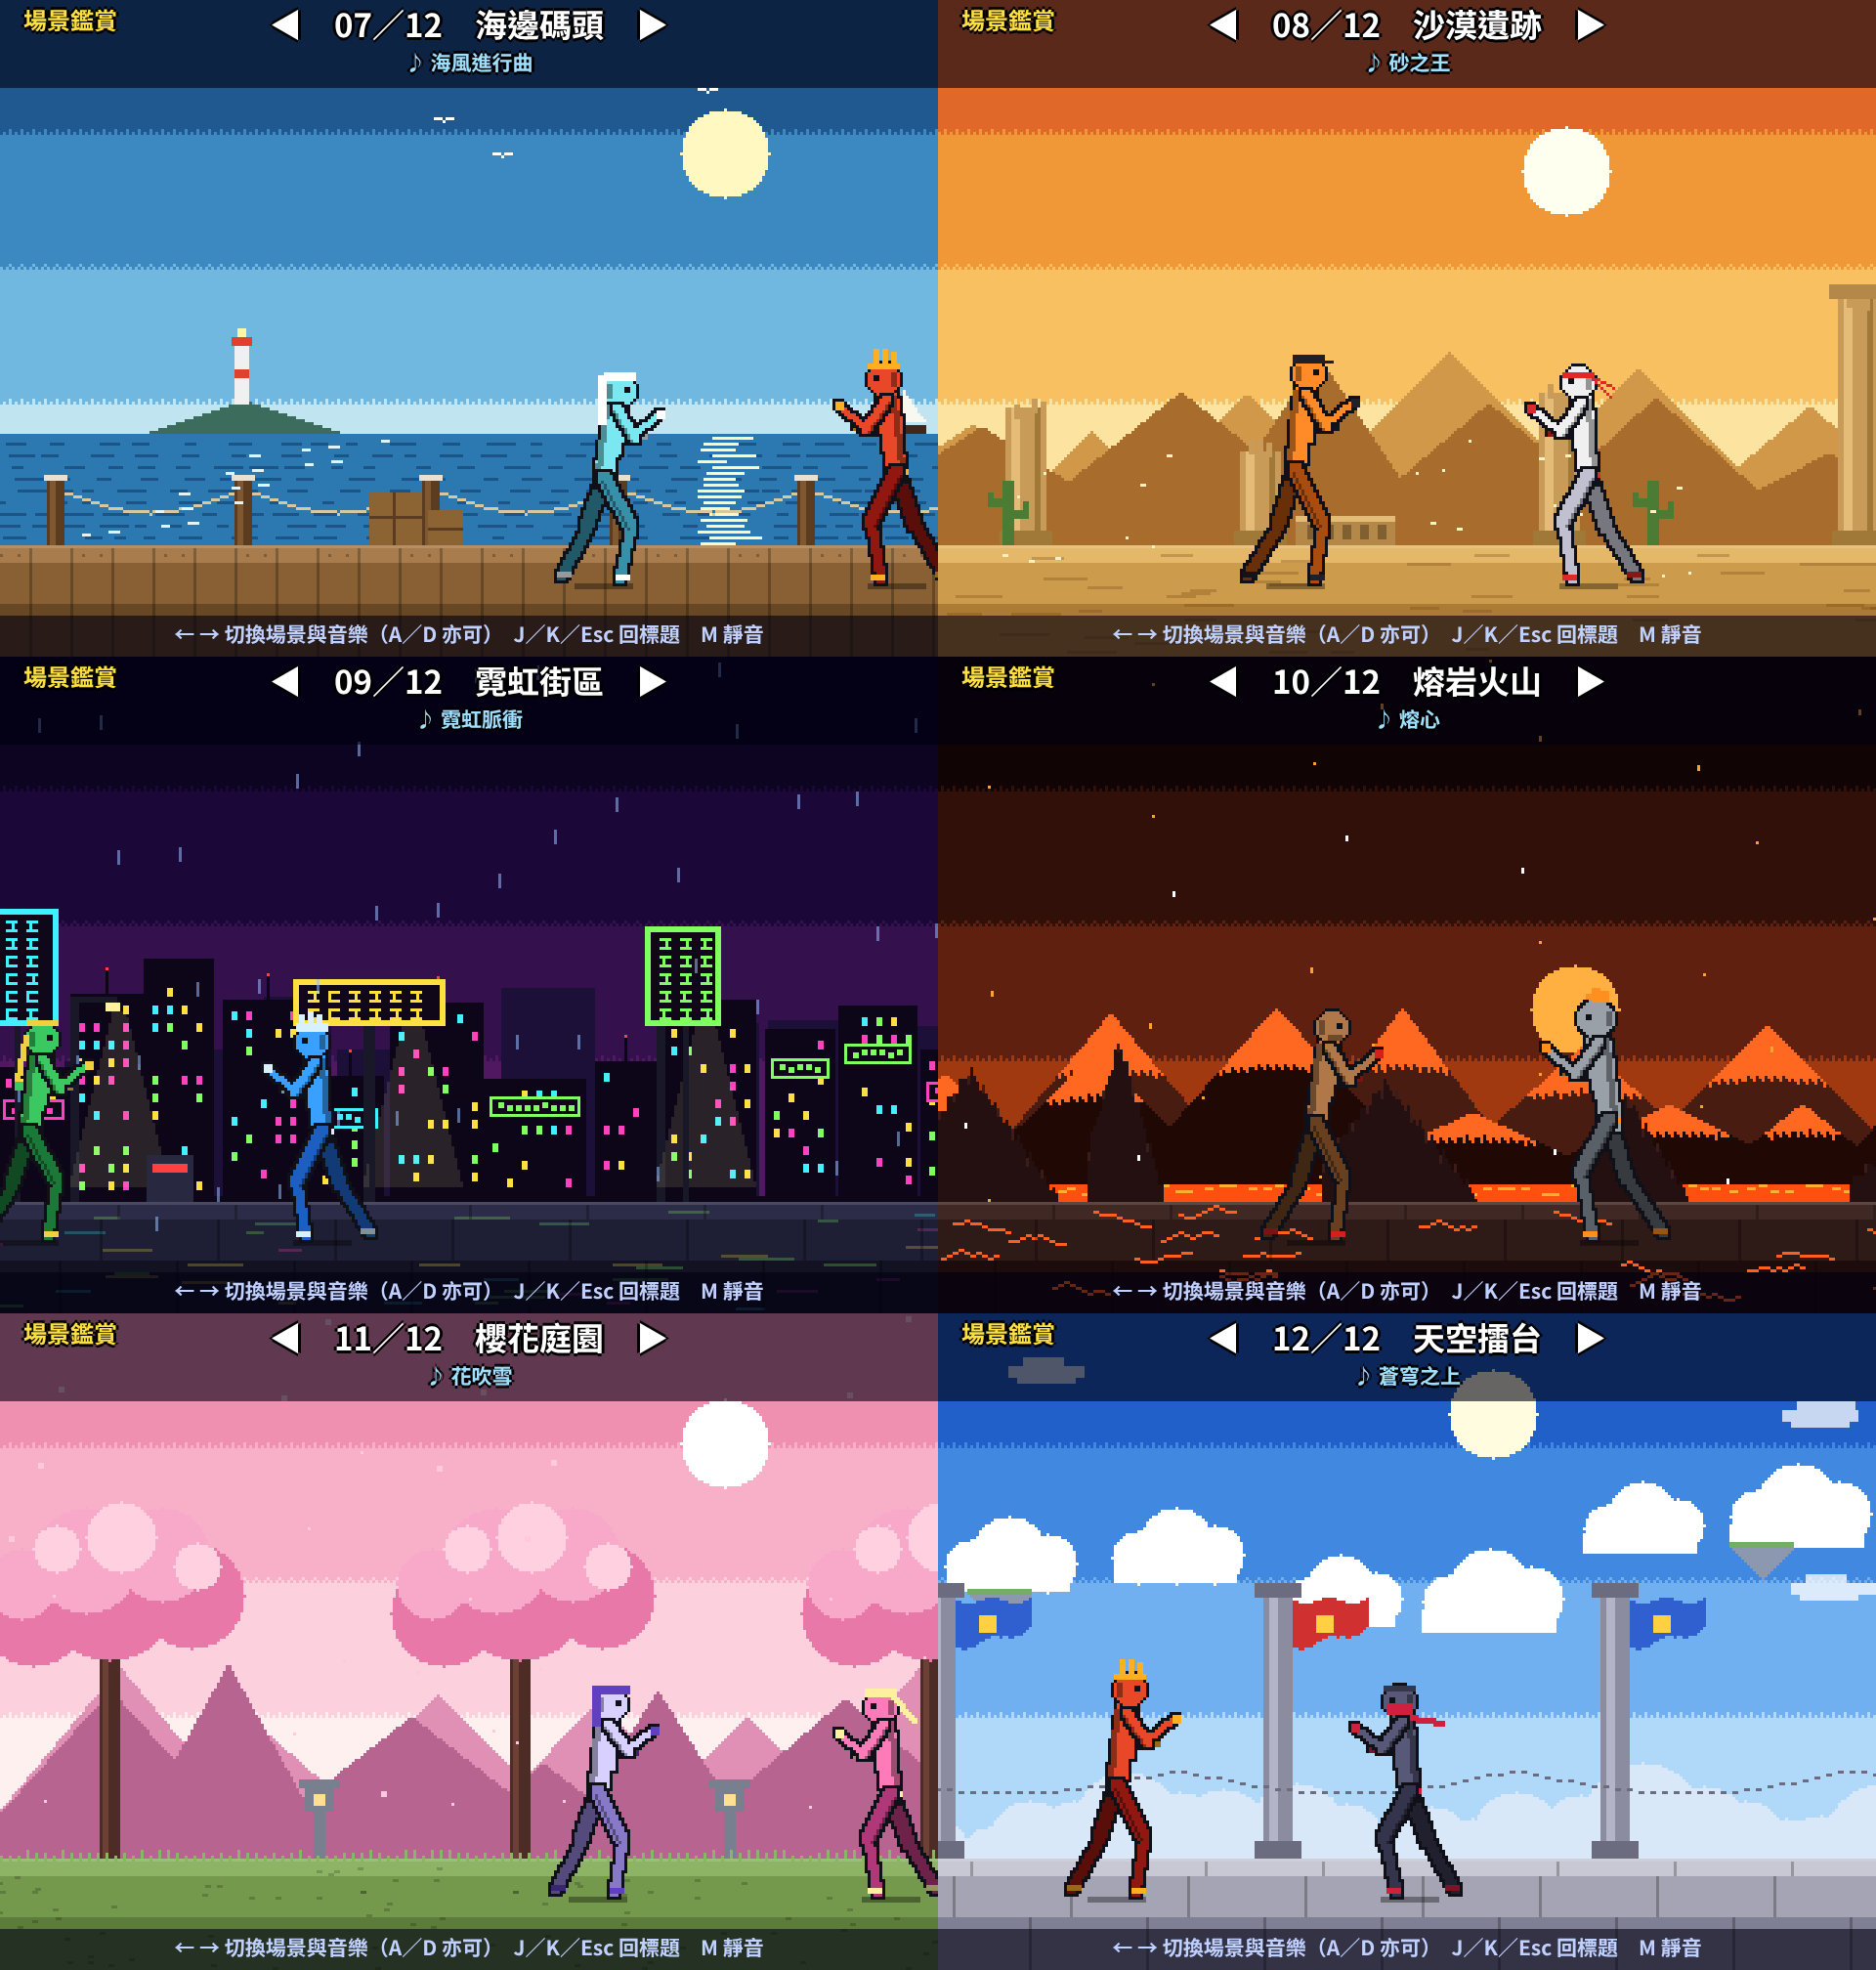 場景鑑賞
◀ 07／12 海邊碼頭 ▶
♪ 海風進行曲
←→ 切換場景與音樂（A／D 亦可） J／K／Esc 回標題 M 靜音
場景鑑賞
◀ 08／12 沙漠遺跡 ▶
♪ 砂之王
←→ 切換場景與音樂（A／D 亦可） J／K／Esc 回標題 M 靜音
場景鑑賞
◀ 09／12 霓虹街區 ▶
♪ 霓虹脈衝
←→ 切換場景與音樂（A／D 亦可） J／K／Esc 回標題 M 靜音
場景鑑賞
◀ 10／12 熔岩火山 ▶
♪ 熔心
←→ 切換場景與音樂（A／D 亦可） J／K／Esc 回標題 M 靜音
場景鑑賞
◀ 11／12 櫻花庭園 ▶
♪ 花吹雪
←→ 切換場景與音樂（A／D 亦可） J／K／Esc 回標題 M 靜音
場景鑑賞
◀ 12／12 天空擂台 ▶
♪ 蒼穹之上
←→ 切換場景與音樂（A／D 亦可） J／K／Esc 回標題 M 靜音